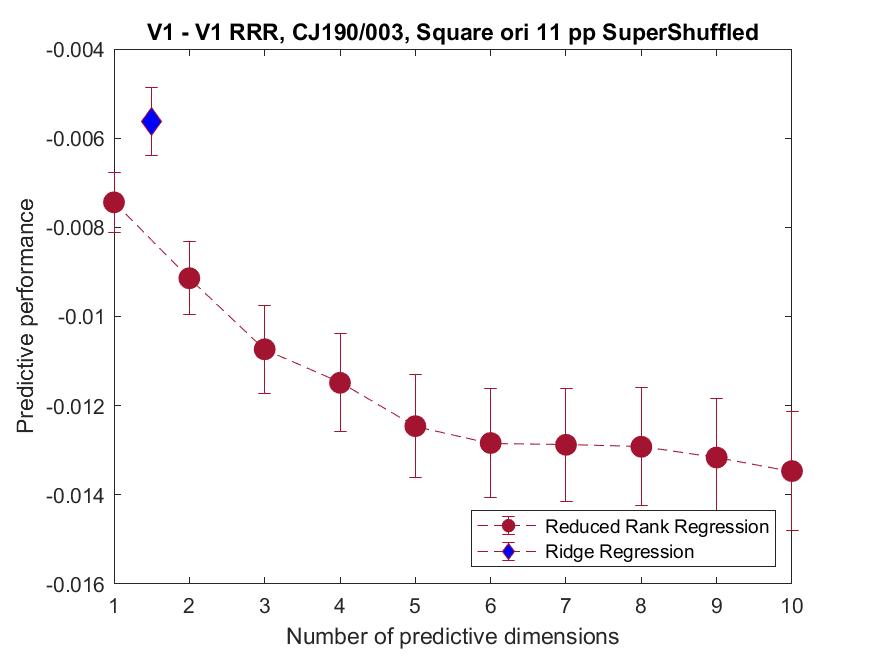 V1 - V1 RRR, CJ190/003, Square ori 11 pp SuperShuffled
-0.004
-0.006
-0.008
-0.01
-0.012
-0.014
-0.016
Predictive performance
Reduced Rank Regression
Ridge Regression
1 2 3 4 5 6 7 8 9 10
Number of predictive dimensions